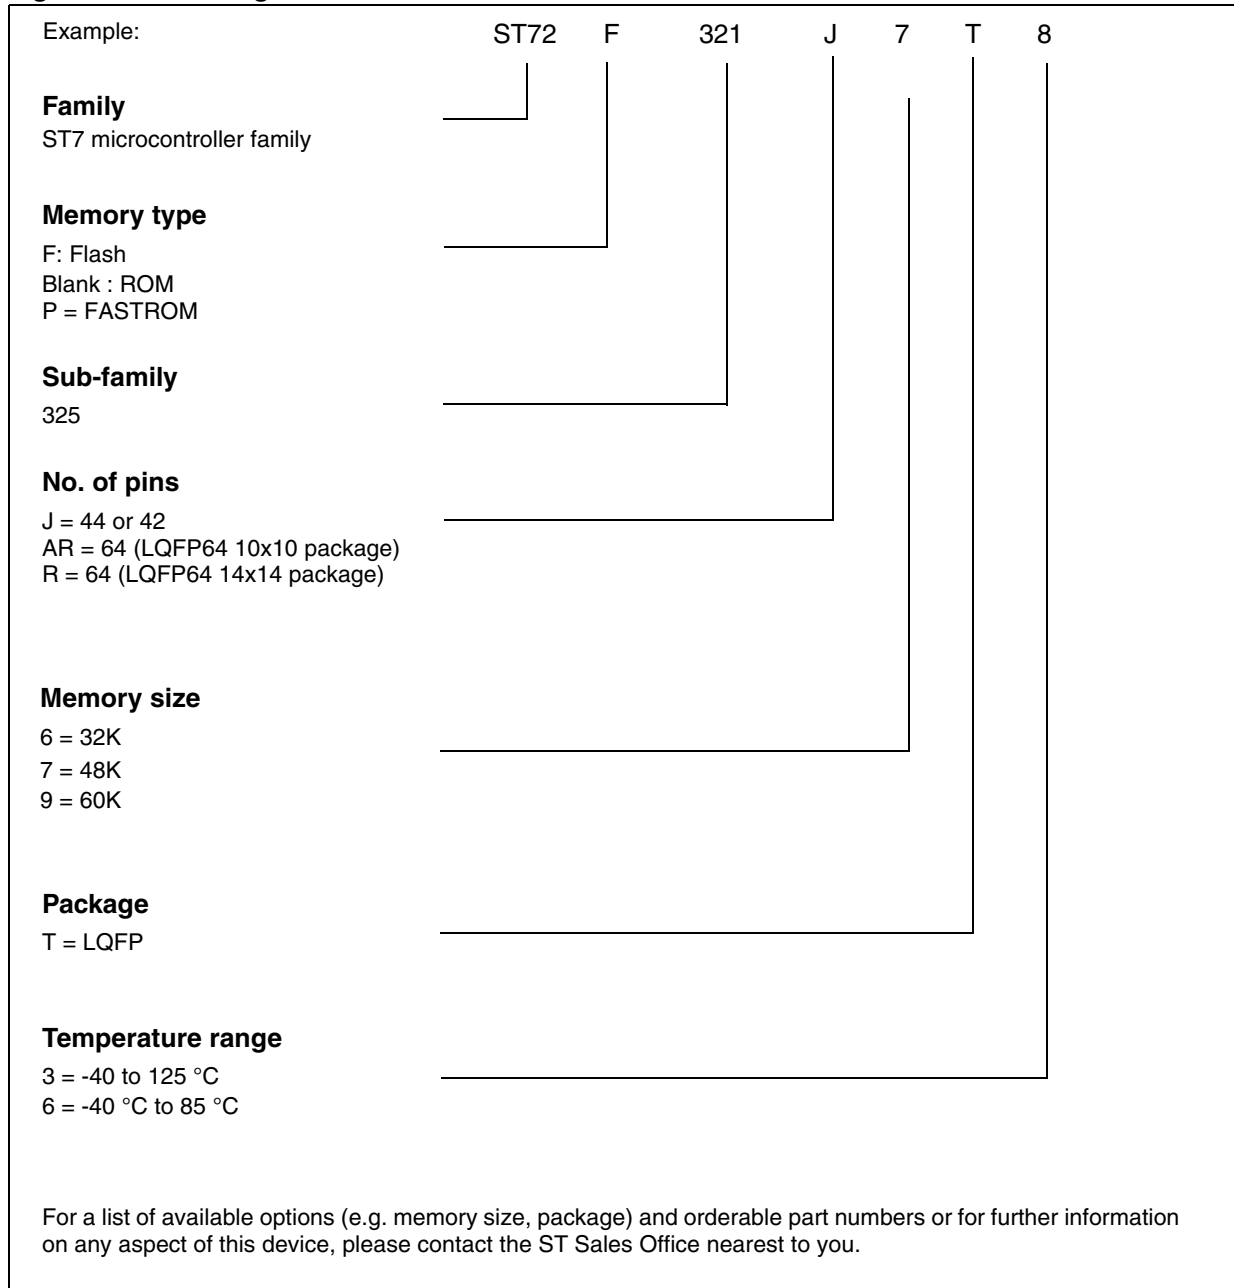 Example: ST72 F 321 J 7 T 8
Family
ST7 microcontroller family
Memory type
F: Flash
Blank : ROM
P = FASTROM
Sub-family
325
No. of pins
J = 44 or 42
AR = 64 (LQFP64 10x10 package)
R = 64 (LQFP64 14x14 package)
Memory size
6 = 32K
7 = 48K
9 = 60K
Package
T = LQFP
Temperature range
3 = -40 to 125 °C
6 = -40 °C to 85 °C
For a list of available options (e.g. memory size, package) and orderable part numbers or for further information
on any aspect of this device, please contact the ST Sales Office nearest to you.